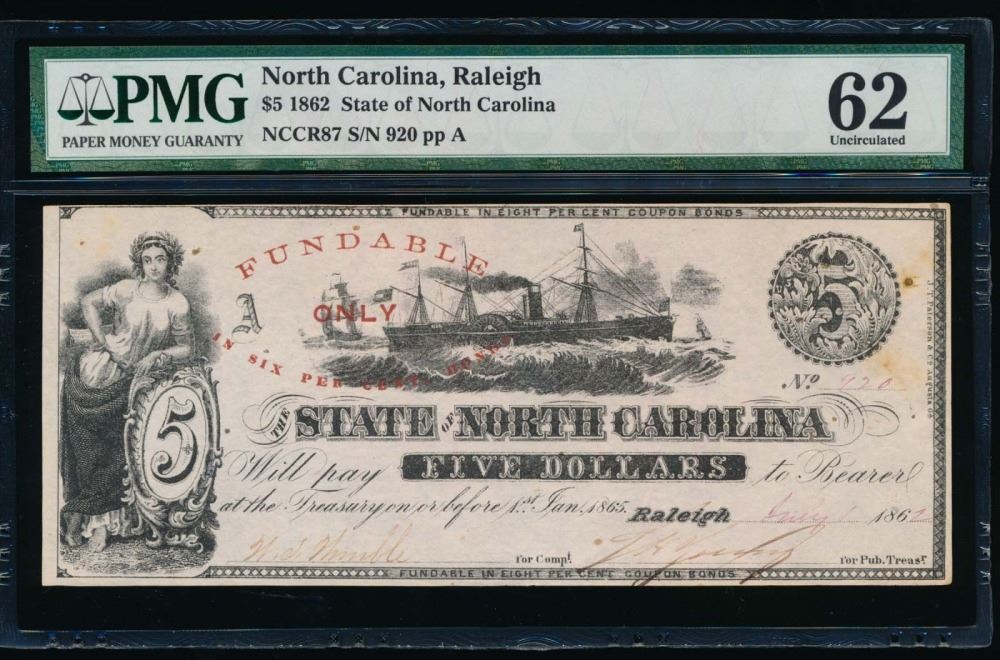 PMG
PAPER MONEY GUARANTY
North Carolina, Raleigh
$5 1862 State of North Carolina
NCCR87 S/N 920 pp A
62
Uncirculated
FUNDABLE IN EIGHT PER CENT COUPON BONDS
FUNDABLE
ONLY
IN SIX PER CENT. BONDS
A
5
5
No 920
THE STATE OF NORTH CAROLINA
Will pay FIVE DOLLARS to Bearer
at the Treasury on or before 1st Jan. 1865. Raleigh 1862
for Compt. for Pub. Treasr
FUNDABLE IN EIGHT PER CENT COUPON BONDS